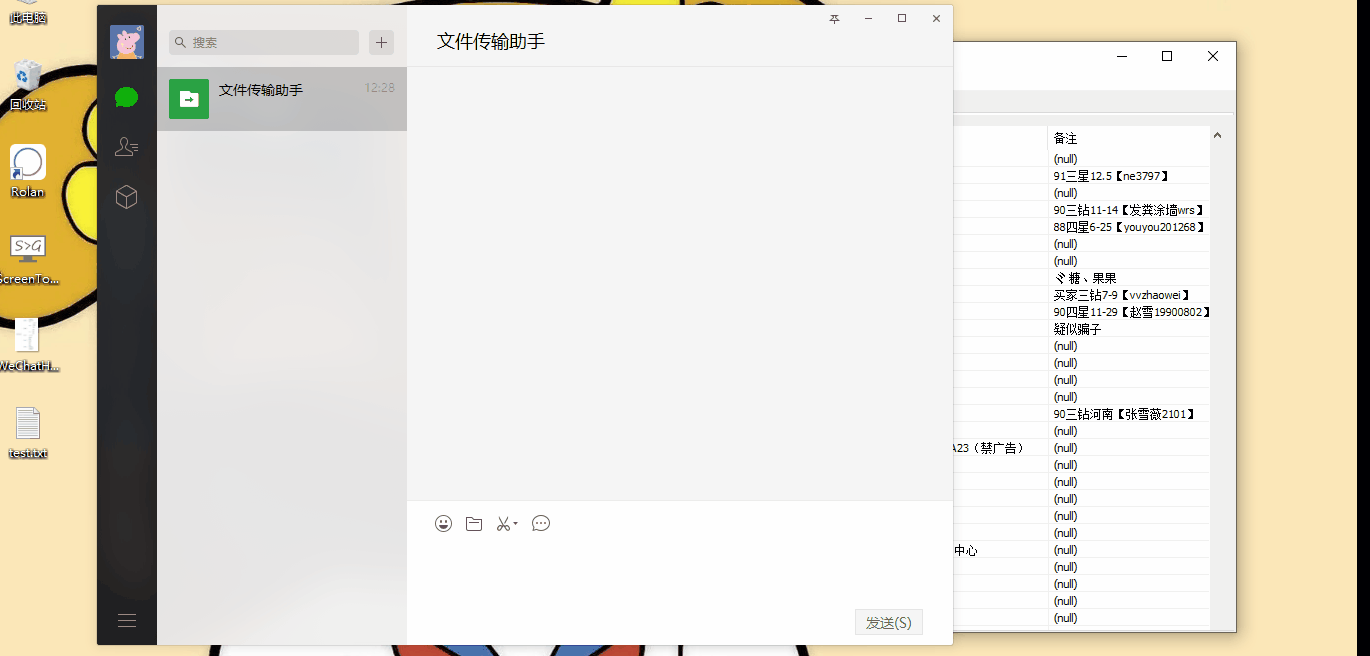 此电脑
回收站
Rolan
S>G
ScreenTo...
WeChatH...
test.txt
搜索
文件传输助手
12:28
文件传输助手
发送(S)
备注
(null)
91三星12.5【ne3797】
(null)
90三钻11-14【发粪涂墙wrs】
88四星6-25【youyou201268】
(null)
(null)
糖、果果
买家三钻7-9【vvzhaowei】
90四星11-29【赵雪19900802】
疑似骗子
(null)
(null)
(null)
(null)
90三钻河南【张雪薇2101】
(null)
A23（禁广告） (null)
(null)
(null)
(null)
(null)
(null)
中心 (null)
(null)
(null)
(null)
(null)